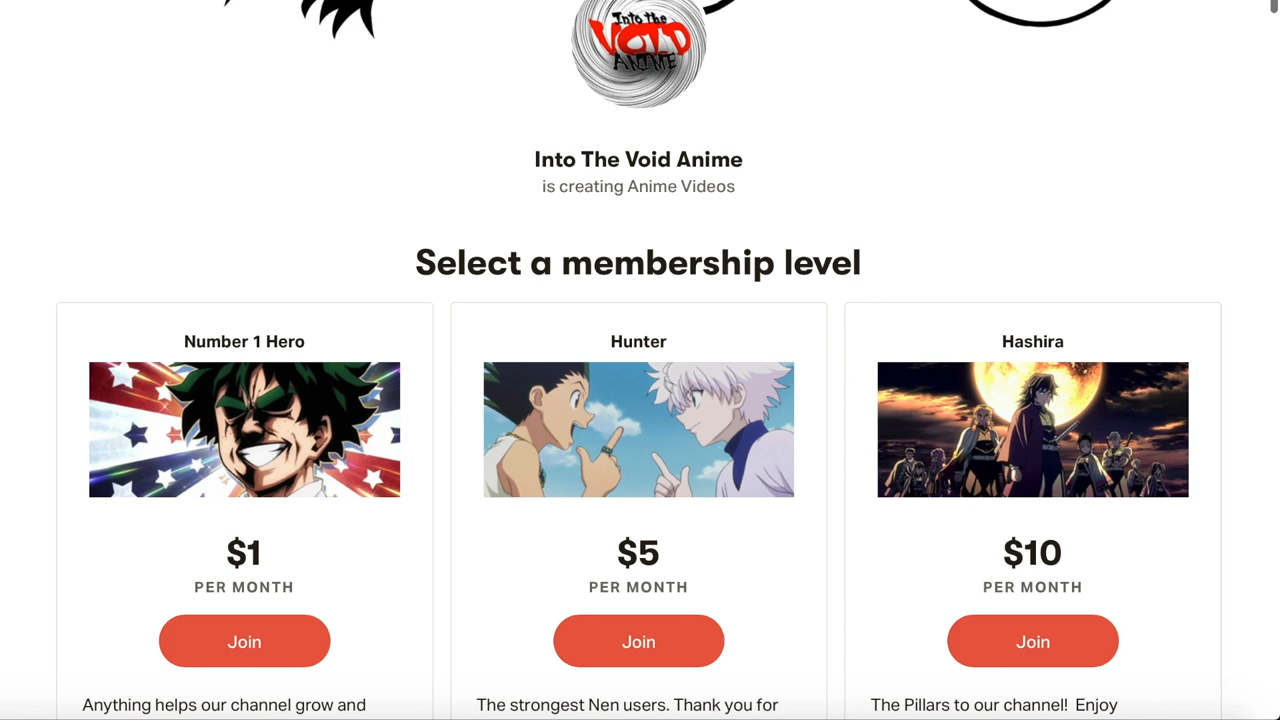 Into the
VOID
ANIME
Into The Void Anime
is creating Anime Videos
Select a membership level
Number 1 Hero
$1
PER MONTH
Join
Anything helps our channel grow and
Hunter
$5
PER MONTH
Join
The strongest Nen users. Thank you for
Hashira
$10
PER MONTH
Join
The Pillars to our channel! Enjoy